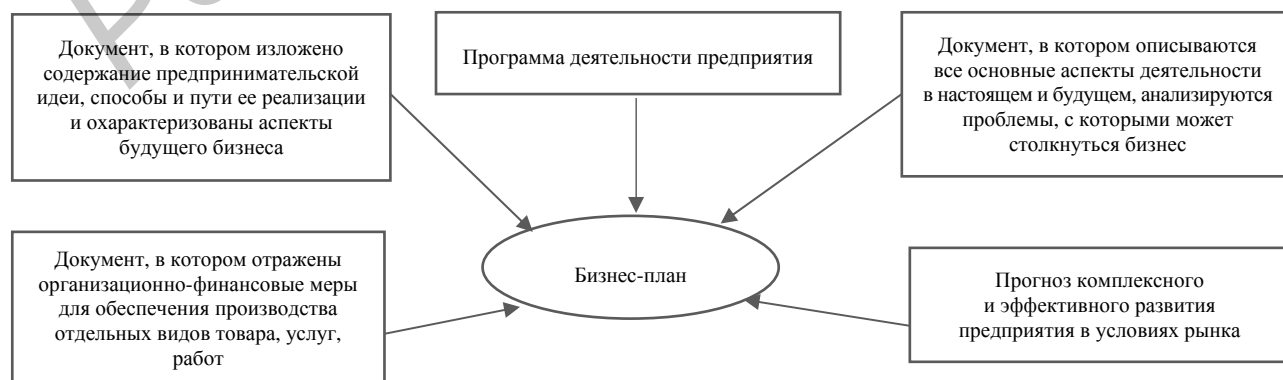 Документ, в котором изложено
содержание предпринимательской
идеи, способы и пути ее реализации
и охарактеризованы аспекты
будущего бизнеса
Программа деятельности предприятия
Документ, в котором описываются
все основные аспекты деятельности
в настоящем и будущем, анализируются
проблемы, с которыми может
столкнуться бизнес
Документ, в котором отражены
организационно-финансовые меры
для обеспечения производства
отдельных видов товара, услуг,
работ
Бизнес-план
Прогноз комплексного
и эффективного развития
предприятия в условиях рынка